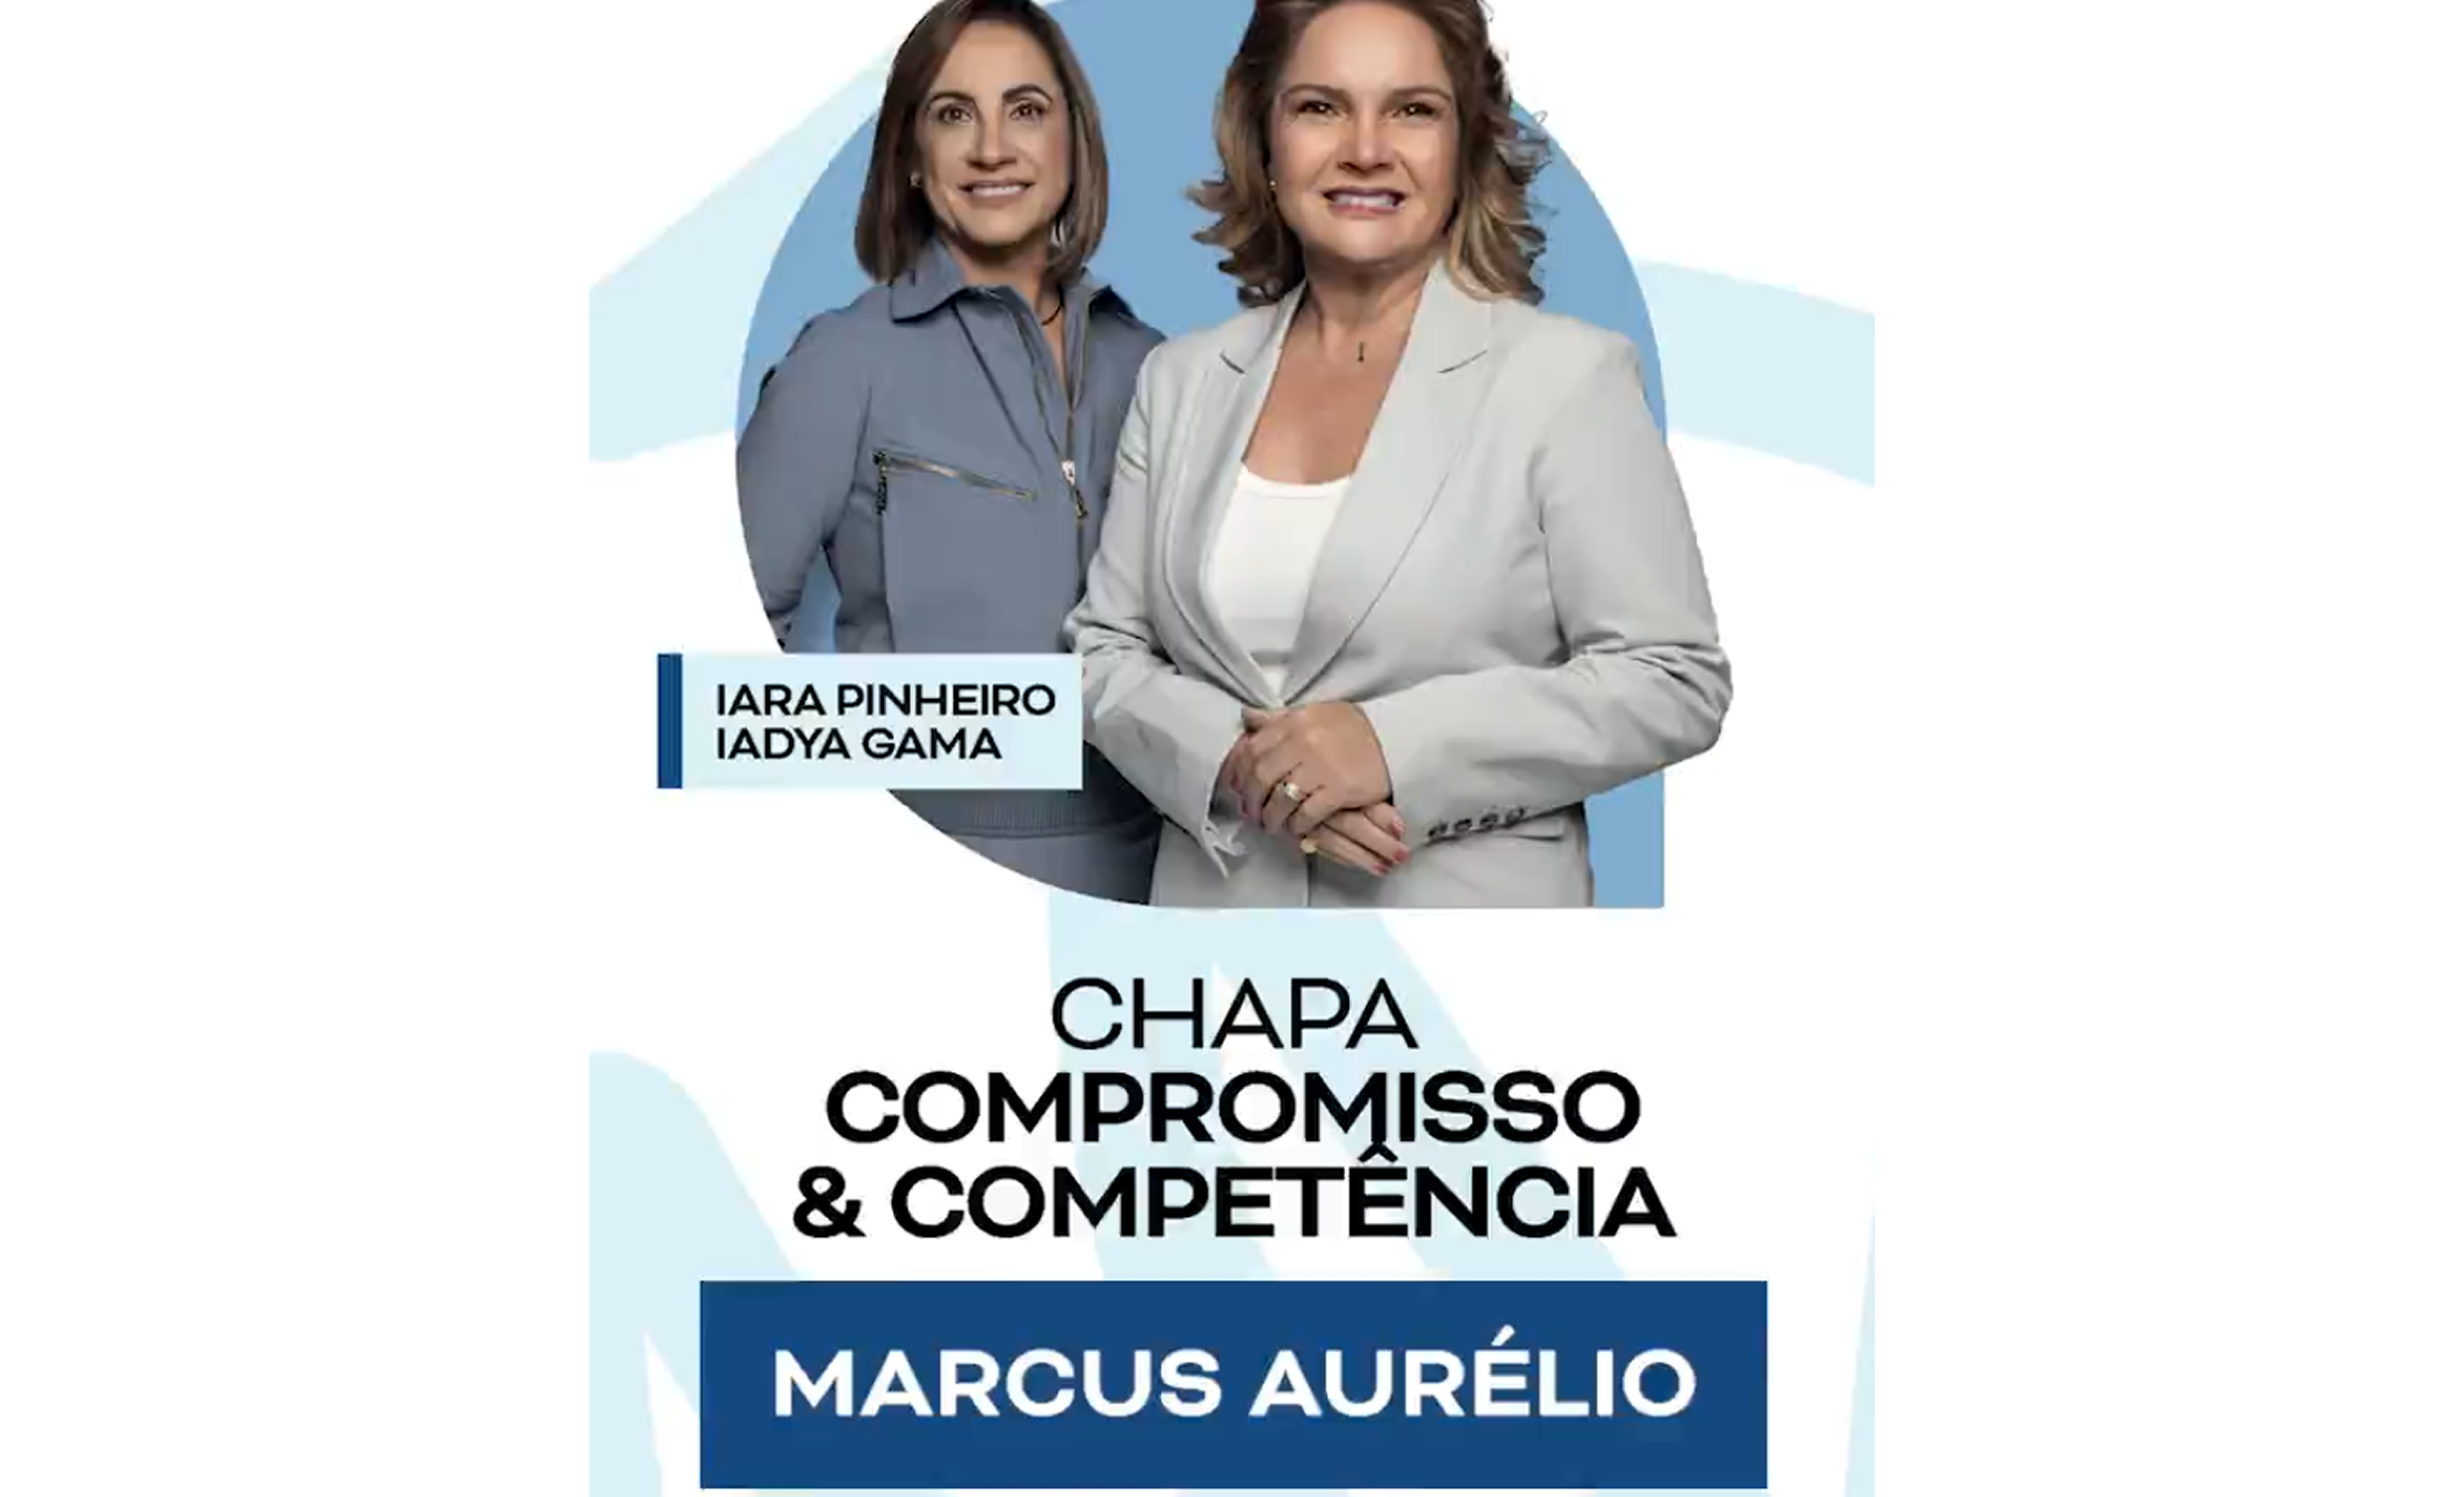 IARA PINHEIRO
IADYA GAMA
CHAPA
COMPROMISSO
& COMPETÊNCIA
MARCUS AURÉLIO